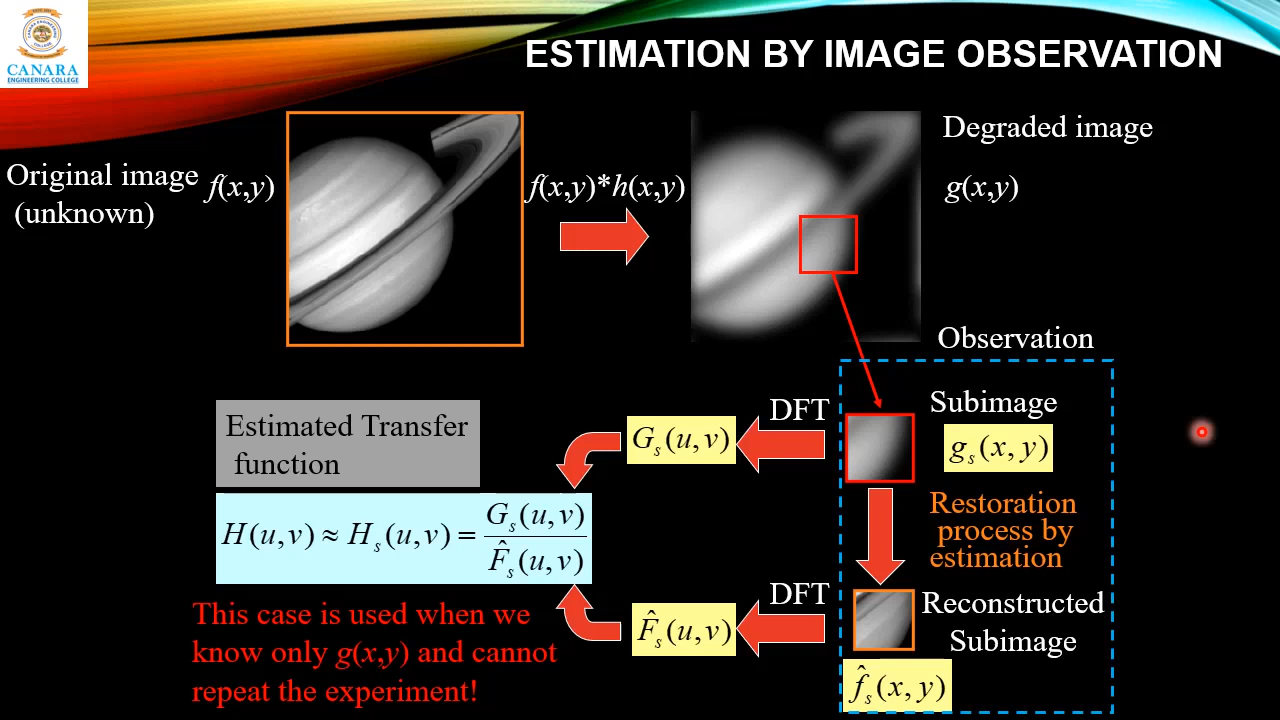 CANARA
ENGINEERING COLLEGE
ESTIMATION BY IMAGE OBSERVATION
Original image
(unknown)
f(x,y)
f(x,y)*h(x,y)
Degraded image
g(x,y)
Observation
Subimage
g_s(x, y)
DFT
G_s(u, v)
Estimated Transfer
function
H(u, v) ≈ H_s(u, v) = G_s(u, v) / F̂_s(u, v)
Restoration
process by
estimation
DFT
F̂_s(u, v)
Reconstructed
Subimage
f̂_s(x, y)
This case is used when we
know only g(x,y) and cannot
repeat the experiment!